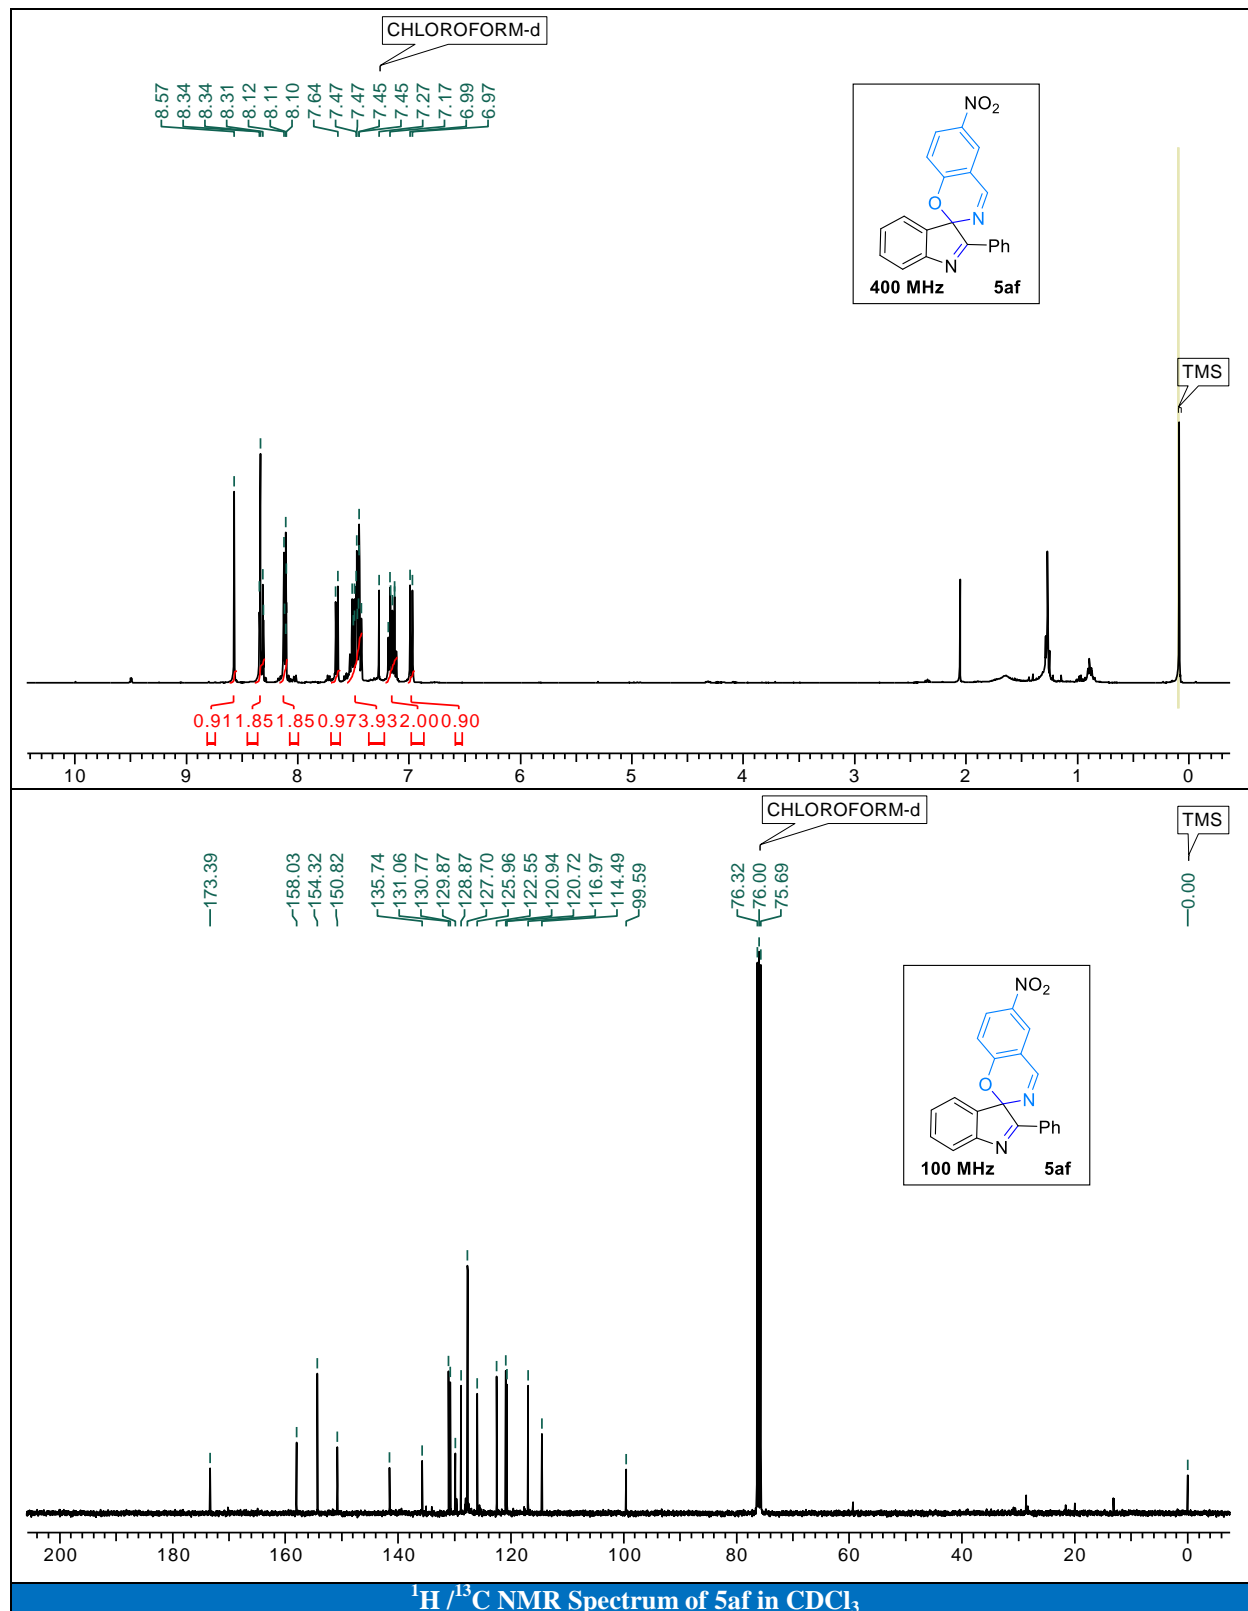 CHLOROFORM-d
8.57
8.34
8.34
8.31
8.12
8.11
8.10
7.64
7.47
7.47
7.45
7.45
7.27
7.17
6.99
6.97
NO2
O
N
N
Ph
400 MHz 5af
TMS
0.91 1.85 1.85 0.97 3.93 2.00 0.90
10 9 8 7 6 5 4 3 2 1 0
CHLOROFORM-d
TMS
173.39
158.03
154.32
150.82
135.74
131.06
130.77
129.87
128.87
127.70
125.96
122.55
120.94
120.72
116.97
114.49
99.59
76.32
76.00
75.69
0.00
NO2
O
N
N
Ph
100 MHz 5af
200 180 160 140 120 100 80 60 40 20 0
1H /13C NMR Spectrum of 5af in CDCl3